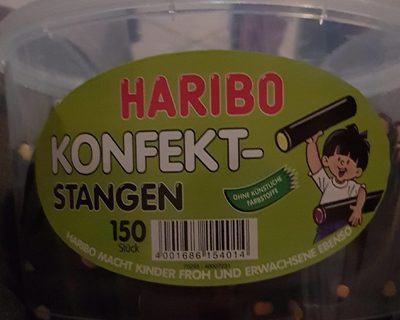 HARIBO
KONFEKT-
STANGEN
OHNE KÜNSTLICHE
FARBSTOFFE
150
Stück
4001686 154014
HARIBO MACHT KINDER FROH UND ERWACHSENE EBENSO